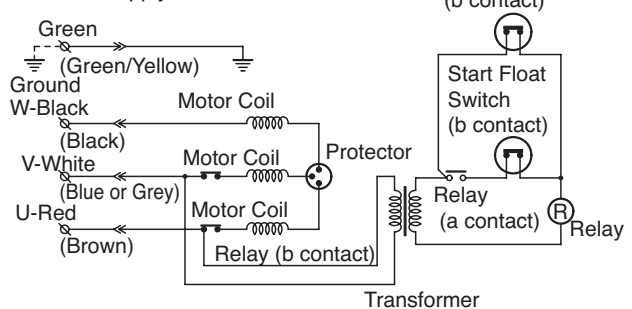 (b contact)
Green
(Green/Yellow)
Ground
W-Black
(Black)
Motor Coil
V-White
(Blue or Grey)
Motor Coil
Protector
U-Red
(Brown)
Motor Coil
Relay (b contact)
Transformer
Start Float
Switch
(b contact)
Relay
(a contact)
R
Relay